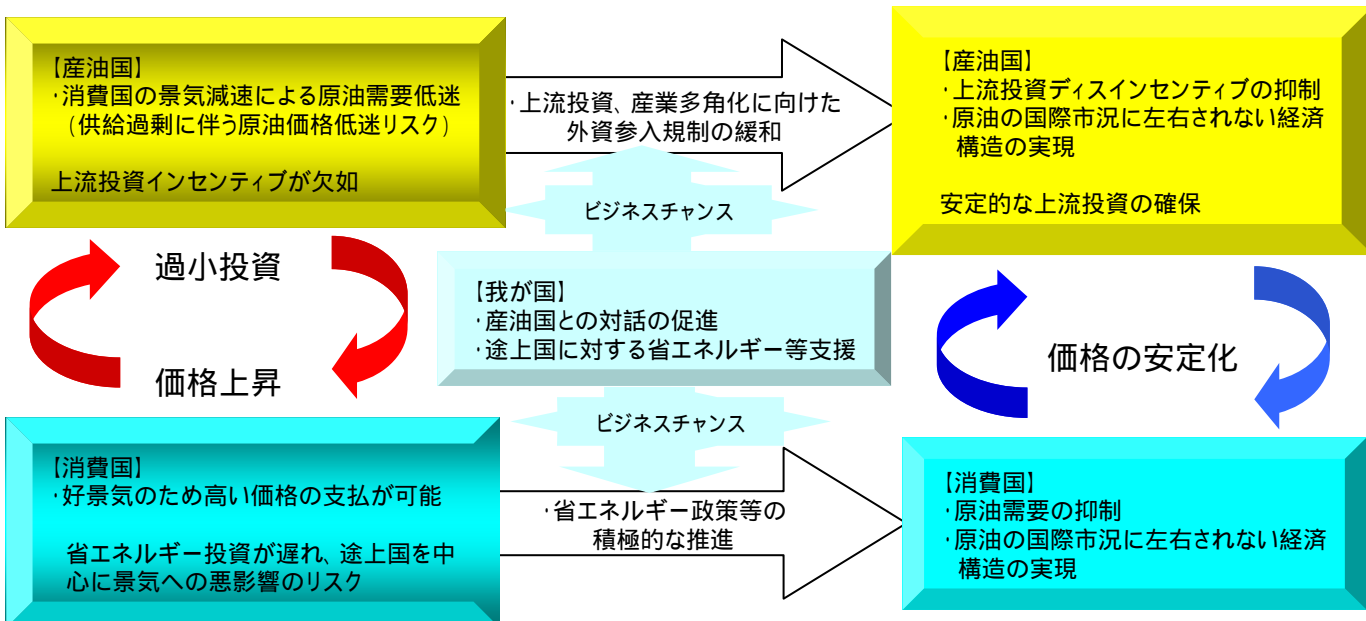 【産油国】
・消費国の景気減速による原油需要低迷
(供給過剰に伴う原油価格低迷リスク)
上流投資インセンティブが欠如
・上流投資、産業多角化に向けた
外資参入規制の緩和
【産油国】
・上流投資ディスインセンティブの抑制
・原油の国際市況に左右されない経済
構造の実現
安定的な上流投資の確保
ビジネスチャンス
過小投資
価格上昇
【我が国】
・産油国との対話の促進
・途上国に対する省エネルギー等支援
価格の安定化
ビジネスチャンス
【消費国】
・好景気のため高い価格の支払が可能
省エネルギー投資が遅れ、途上国を中
心に景気への悪影響のリスク
・省エネルギー政策等の
積極的な推進
【消費国】
・原油需要の抑制
・原油の国際市況に左右されない経済
構造の実現